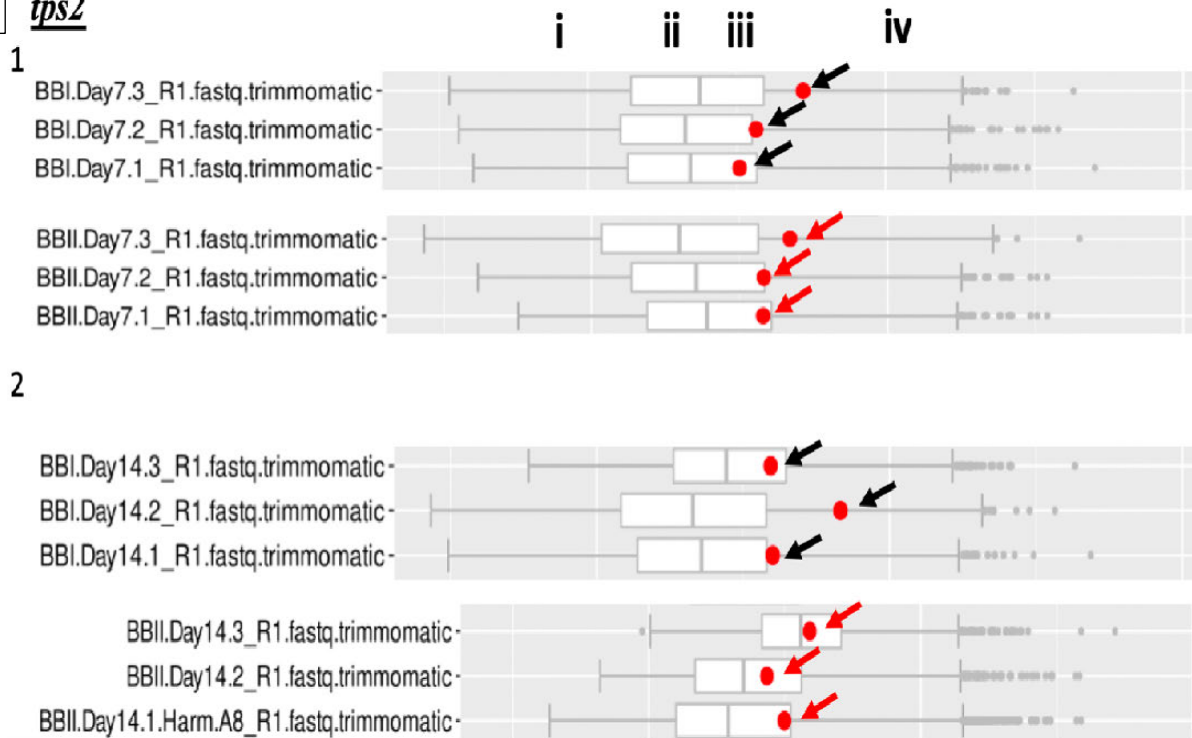 tps2
i ii iii iv
1
BBI.Day7.3_R1.fastq.trimmomatic
BBI.Day7.2_R1.fastq.trimmomatic
BBI.Day7.1_R1.fastq.trimmomatic
BBII.Day7.3_R1.fastq.trimmomatic
BBII.Day7.2_R1.fastq.trimmomatic
BBII.Day7.1_R1.fastq.trimmomatic
2
BBI.Day14.3_R1.fastq.trimmomatic
BBI.Day14.2_R1.fastq.trimmomatic
BBI.Day14.1_R1.fastq.trimmomatic
BBII.Day14.3_R1.fastq.trimmomatic
BBII.Day14.2_R1.fastq.trimmomatic
BBII.Day14.1.Harm.A8_R1.fastq.trimmomatic